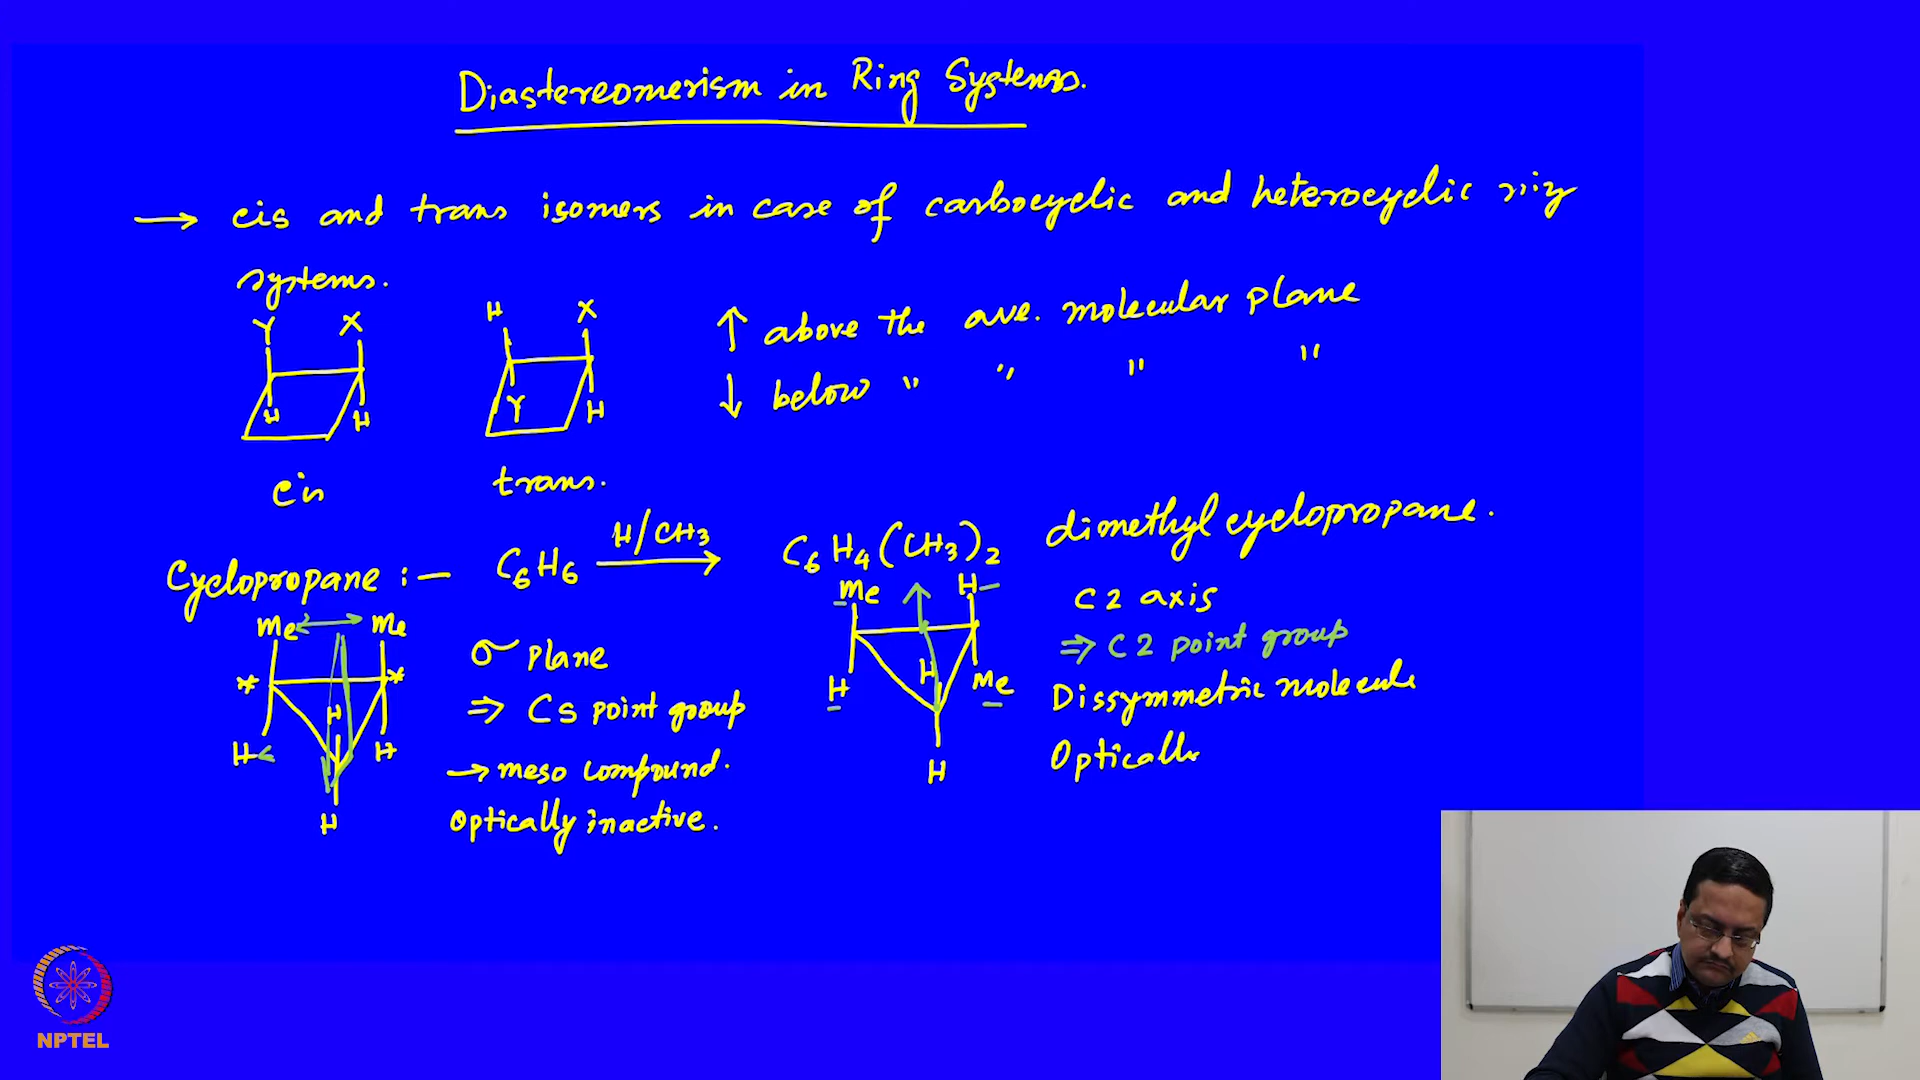 Diastereomerism in Ring Systems.
→ cis and trans isomers in case of carbocyclic and heterocyclic ring
systems.
Y X
H H
cis
H X
Y H
trans.
↑ above the ave. molecular plane
↓ below " " " "
Cyclopropane :- C6H6 H/CH3 → C6H4(CH3)2 dimethyl cyclopropane.
Me Me
* *
H
H H
H
σ plane
⇒ Cs point group
→ meso compound.
Optically inactive.
Me H
H
H Me
H
C2 axis
⇒ C2 point group
Dissymmetric molecule
Optically
NPTEL